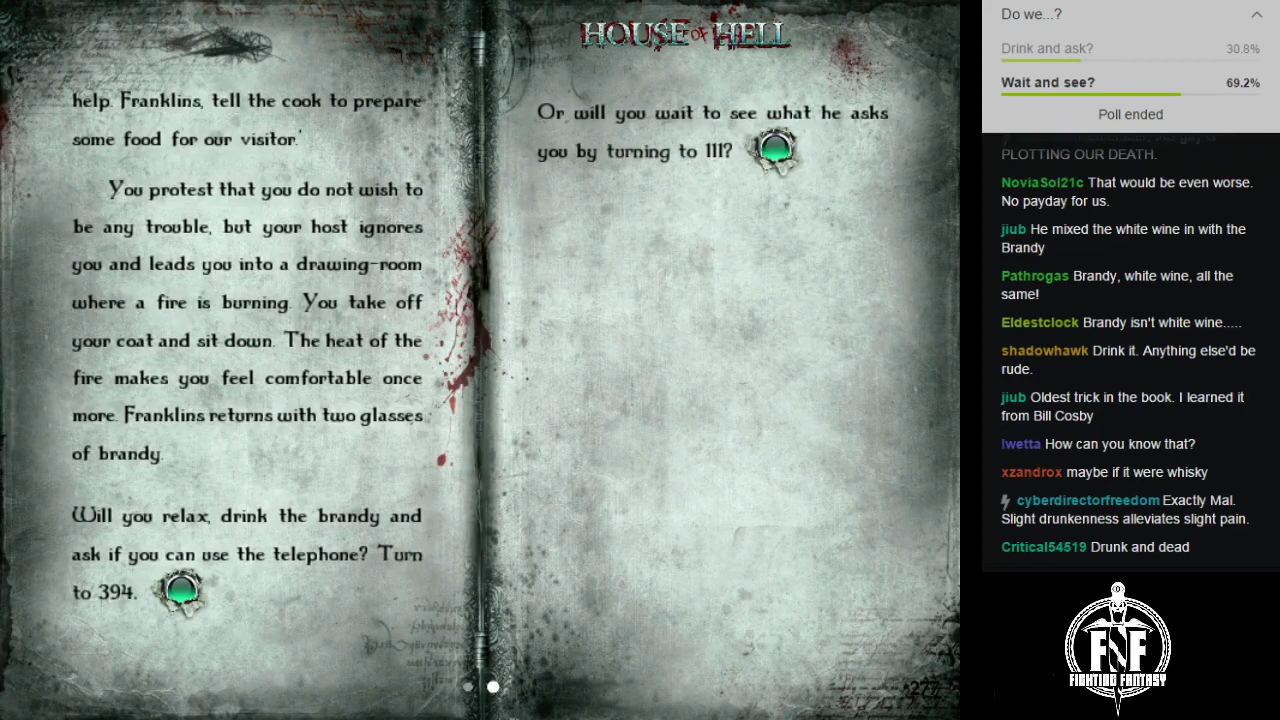 help. Franklins, tell the cook to prepare
some food for our visitor.'
You protest that you do not wish to
be any trouble, but your host ignores
you and leads you into a drawing-room
where a fire is burning. You take off
your coat and sit down. The heat of the
fire makes you feel comfortable once
more. Franklins returns with two glasses
of brandy.
Will you relax, drink the brandy and
ask if you can use the telephone? Turn
to 394.
HOUSE OF HELL
Or will you wait to see what he asks
you by turning to 111?
277
Do we...?
Drink and ask? 30.8%
Wait and see? 69.2%
Poll ended
PLOTTING OUR DEATH.
NoviaSol21c That would be even worse.
No payday for us.
jiub He mixed the white wine in with the
Brandy
Pathrogas Brandy, white wine, all the
same!
Eldestclock Brandy isn't white wine.....
shadowhawk Drink it. Anything else'd be
rude.
jiub Oldest trick in the book. I learned it
from Bill Cosby
lwetta How can you know that?
xzandrox maybe if it were whisky
cyberdirectorfreedom Exactly Mal.
Slight drunkenness alleviates slight pain.
Critical54519 Drunk and dead
FF
FIGHTING FANTASY